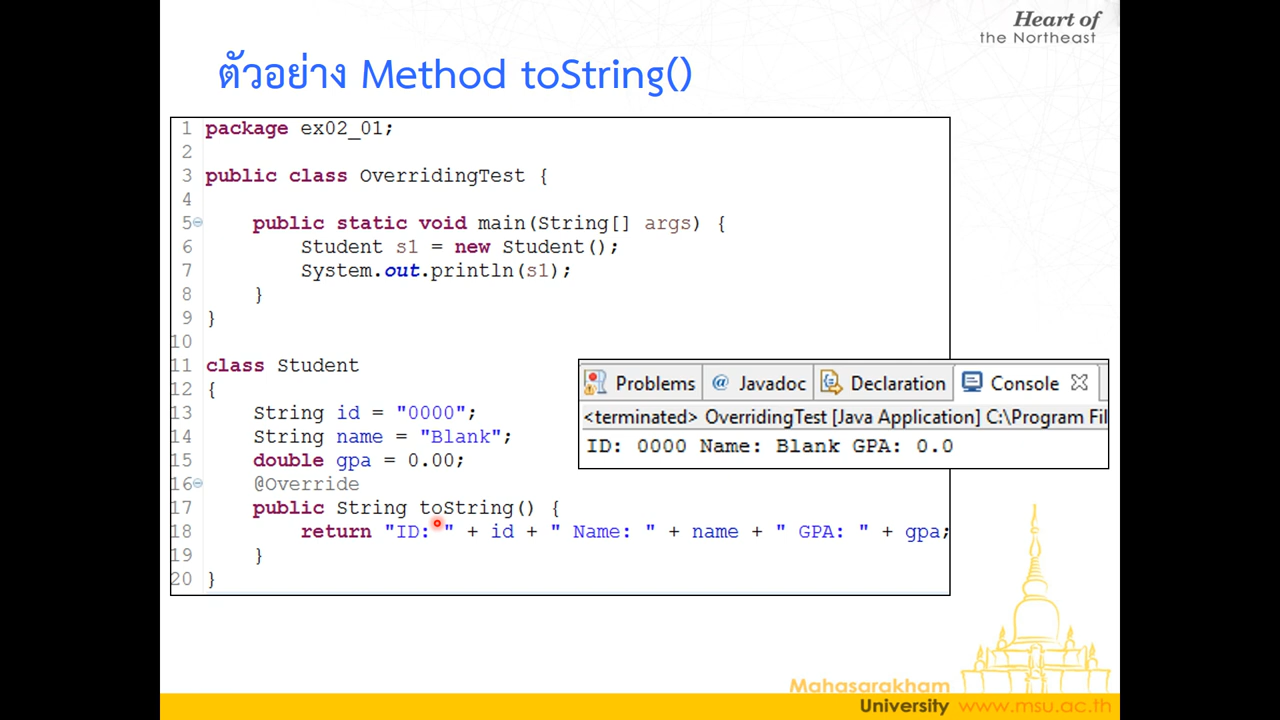 Heart of
the Northeast
ตัวอย่าง Method toString()
1 package ex02_01;
2
3 public class OverridingTest {
4
5 public static void main(String[] args) {
6 Student s1 = new Student();
7 System.out.println(s1);
8 }
9 }
10
11 class Student
12 {
13 String id = "0000";
14 String name = "Blank";
15 double gpa = 0.00;
16 @Override
17 public String toString() {
18 return "ID: " + id + " Name: " + name + " GPA: " + gpa;
19 }
20 }
Problems @ Javadoc Declaration Console
<terminated> OverridingTest [Java Application] C:\Program Fil
ID: 0000 Name: Blank GPA: 0.0
Mahasarakham
University www.msu.ac.th